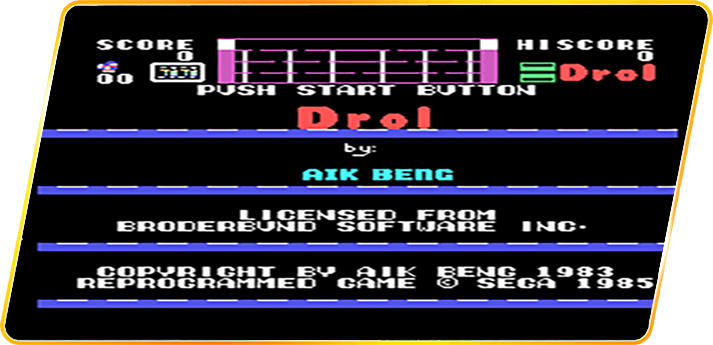 SCORE
0
HISCORE
0
00
Drol
PUSH START BUTTON
Drol
by:
AIK BENG
LICENSED FROM
BRODERBUND SOFTWARE INC.
COPYRIGHT BY AIK BENG 1983
REPROGRAMMED GAME © SEGA 1985